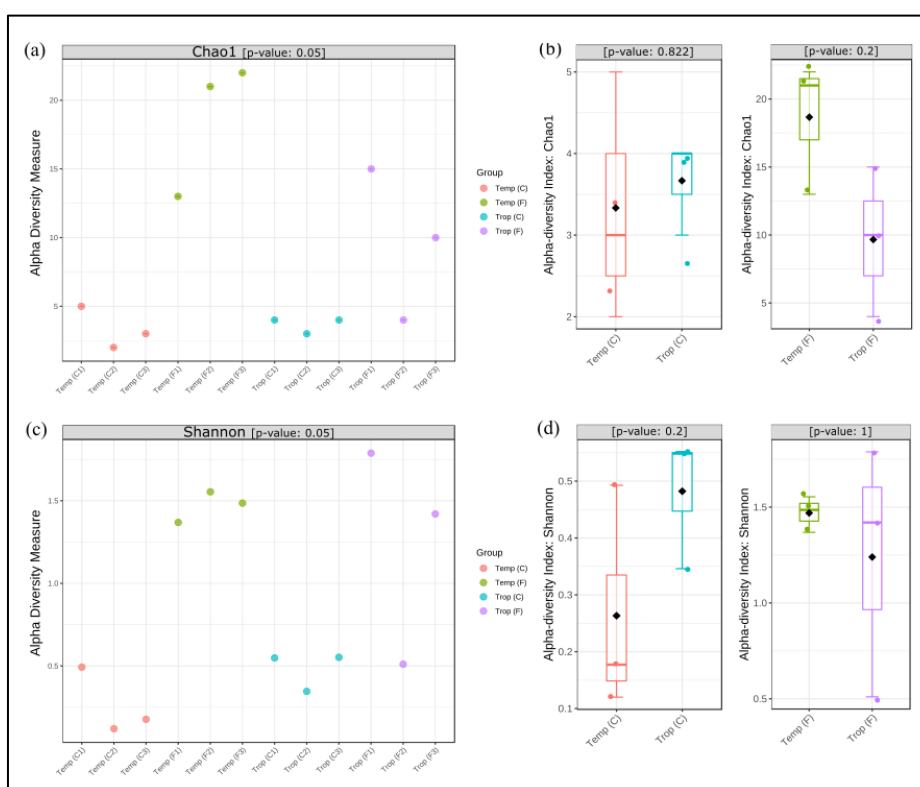 (a)
Chao1 [p-value: 0.05]
Alpha Diversity Measure
20
15
10
5
Temp (C1)
Temp (C2)
Temp (C3)
Temp (F1)
Temp (F2)
Temp (F3)
Trop (C1)
Trop (C2)
Trop (C3)
Trop (F1)
Trop (F2)
Trop (F3)
Group
Temp (C)
Temp (F)
Trop (C)
Trop (F)
(b)
[p-value: 0.822]
Alpha-diversity Index: Chao1
5
4
3
2
Temp (C)
Trop (C)
[p-value: 0.2]
Alpha-diversity Index: Chao1
20
15
10
5
Temp (F)
Trop (F)
(c)
Shannon [p-value: 0.05]
Alpha Diversity Measure
1.5
1.0
0.5
Temp (C1)
Temp (C2)
Temp (C3)
Temp (F1)
Temp (F2)
Temp (F3)
Trop (C1)
Trop (C2)
Trop (C3)
Trop (F1)
Trop (F2)
Trop (F3)
Group
Temp (C)
Temp (F)
Trop (C)
Trop (F)
(d)
[p-value: 0.2]
Alpha-diversity Index: Shannon
0.5
0.4
0.3
0.2
0.1
Temp (C)
Trop (C)
[p-value: 1]
Alpha-diversity Index: Shannon
1.5
1.0
0.5
Temp (F)
Trop (F)